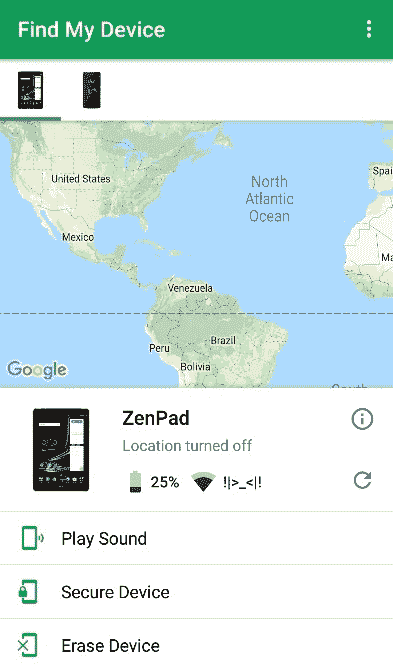 Find My Device
United States
North
Atlantic
Ocean
Spai
Mexico
Ma
Venezuela
Peru
Brazil
Bolivia
Google
South
ZenPad
Location turned off
25% !|>_<|!
Play Sound
Secure Device
Erase Device